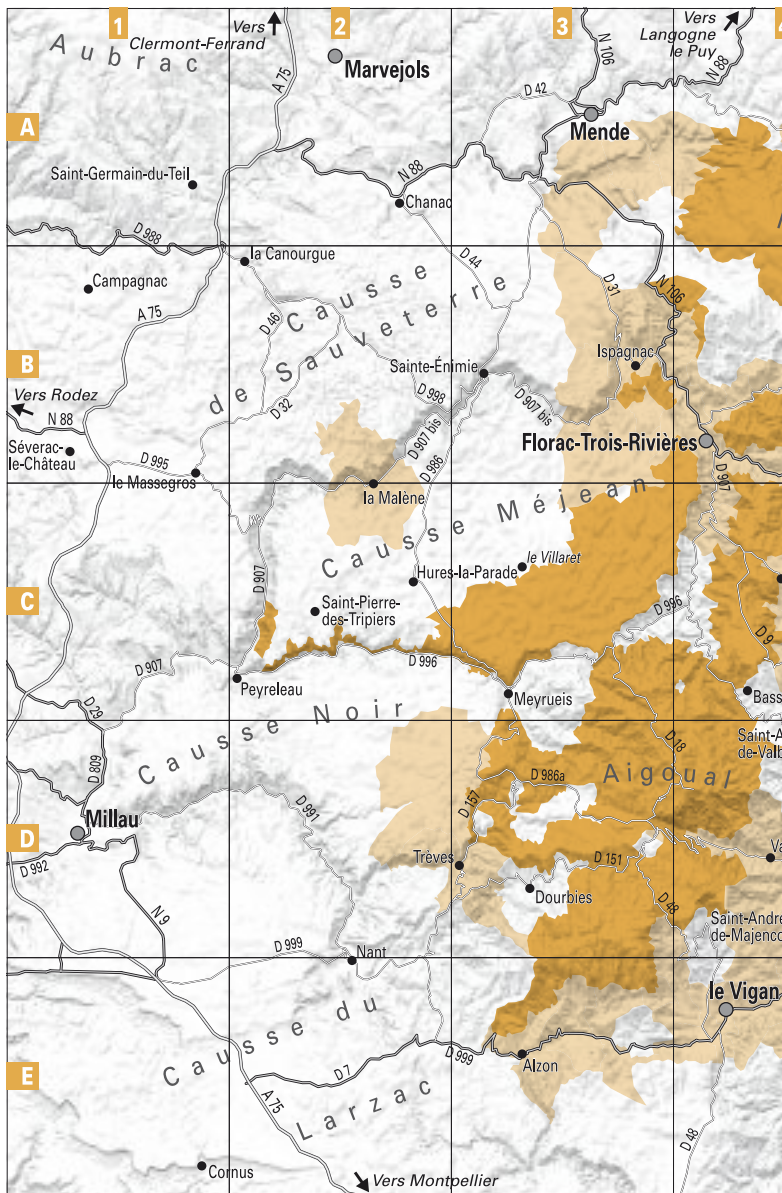 1
2
3
4
A
B
C
D
E
Aubrac
Vers
Clermont-Ferrand
Marvejols
Vers
Langogne
le Puy
N 106
N 88
A 75
D 42
Mende
Saint-Germain-du-Teil
N 88
Chanac
D 988
la Canourgue
Campagnac
A 75
D 44
D 46
Causse
de Sauveterre
D 31
N 106
Ispagnac
Sainte-Énimie
D 998
D 32
D 907 bis
D 907 bis
Vers Rodez
N 88
Séverac-
le-Château
D 995
le Massegros
D 986
Florac-Trois-Rivières
D 907
la Malène
Causse Méjean
le Villaret
Hures-la-Parade
D 907
Saint-Pierre-
des-Tripiers
D 996
D 9
D 907
D 996
Peyreleau
Meyrueis
Bass
D 29
Causse Noir
D 18
Saint-A
de-Valb
D 809
D 986a
Aigoual
D 991
D 157
Millau
D 992
Trèves
D 151
Va
Dourbies
D 48
N 9
Saint-André
de-Majenco
D 999
Nant
le Vigan
Causse du
Larzac
D 999
Alzon
D 7
A 75
D 48
Cornus
Vers Montpellier